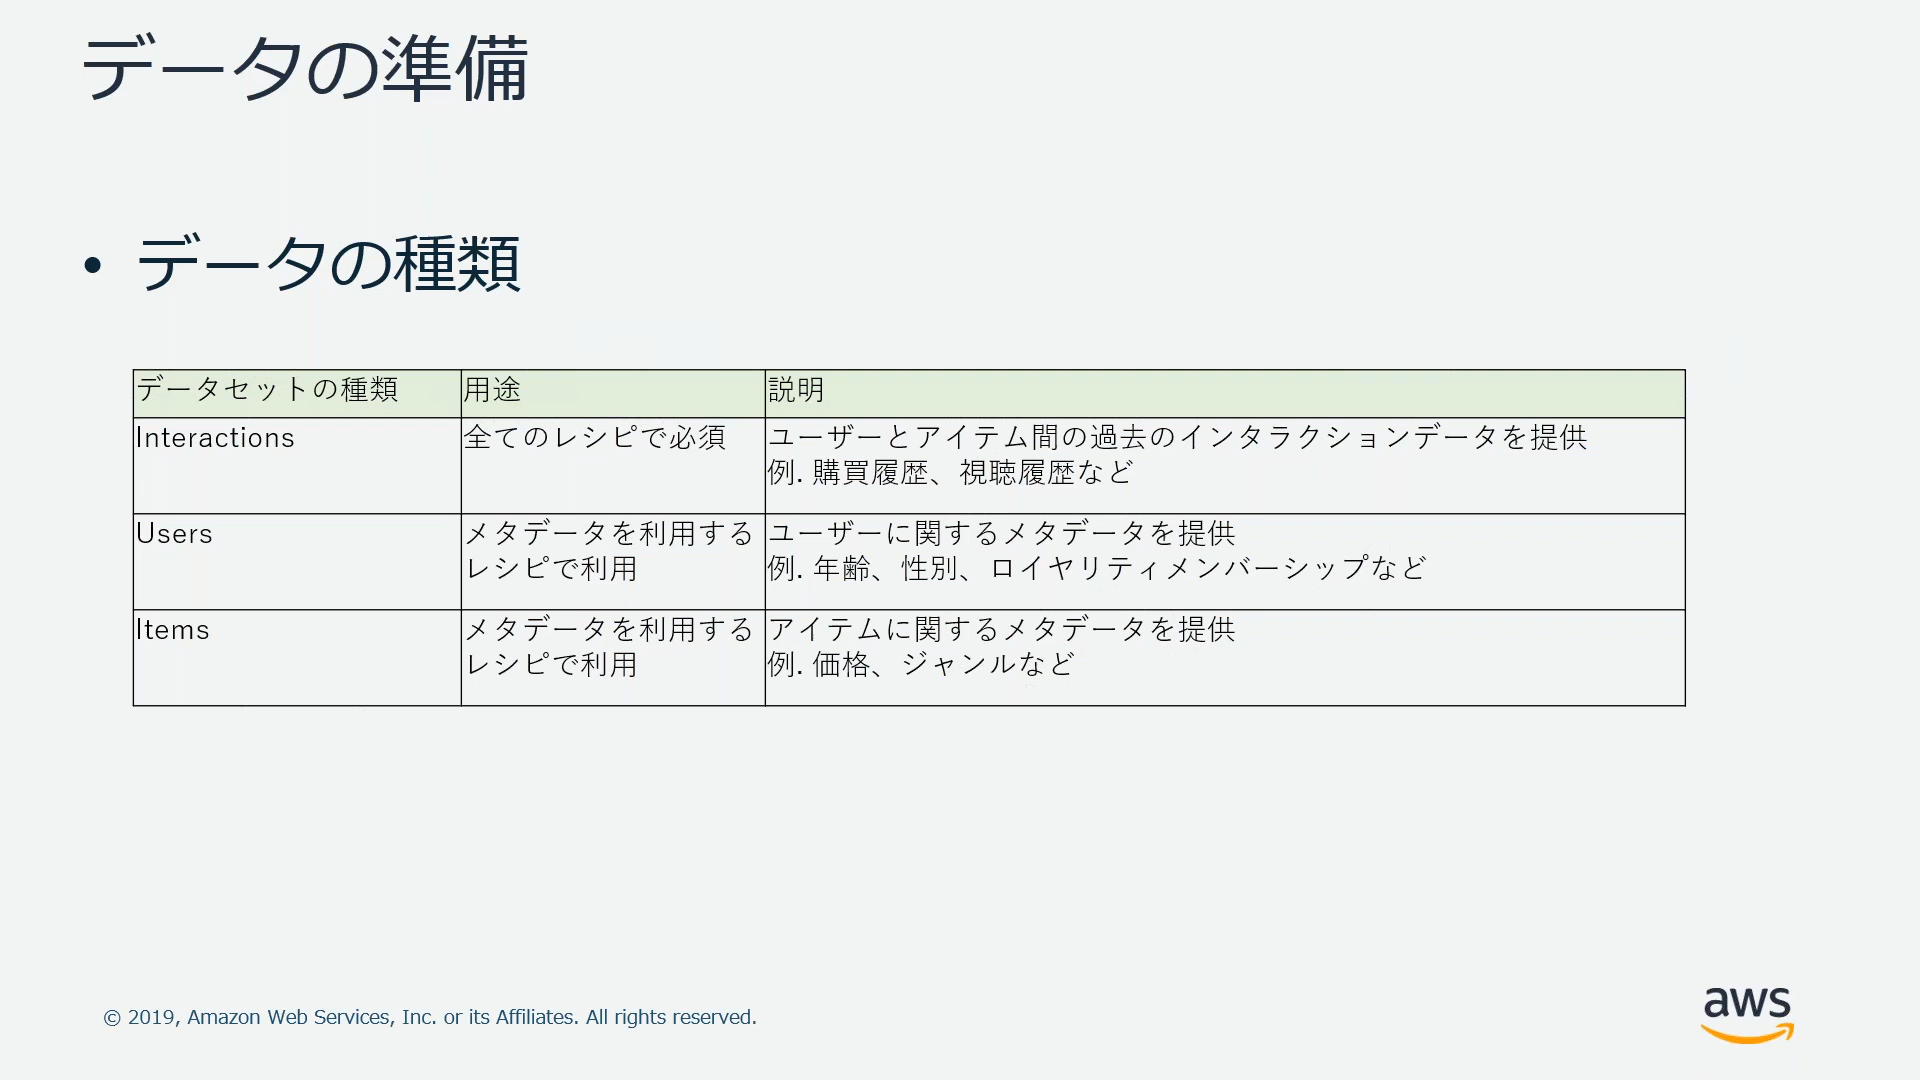 データの準備
• データの種類
データセットの種類 用途 説明
Interactions 全てのレシピで必須 ユーザーとアイテム間の過去のインタラクションデータを提供
例. 購買履歴、視聴履歴など
Users メタデータを利用する ユーザーに関するメタデータを提供
レシピで利用 例. 年齢、性別、ロイヤリティメンバーシップなど
Items メタデータを利用する アイテムに関するメタデータを提供
レシピで利用 例. 価格、ジャンルなど
© 2019, Amazon Web Services, Inc. or its Affiliates. All rights reserved.
aws